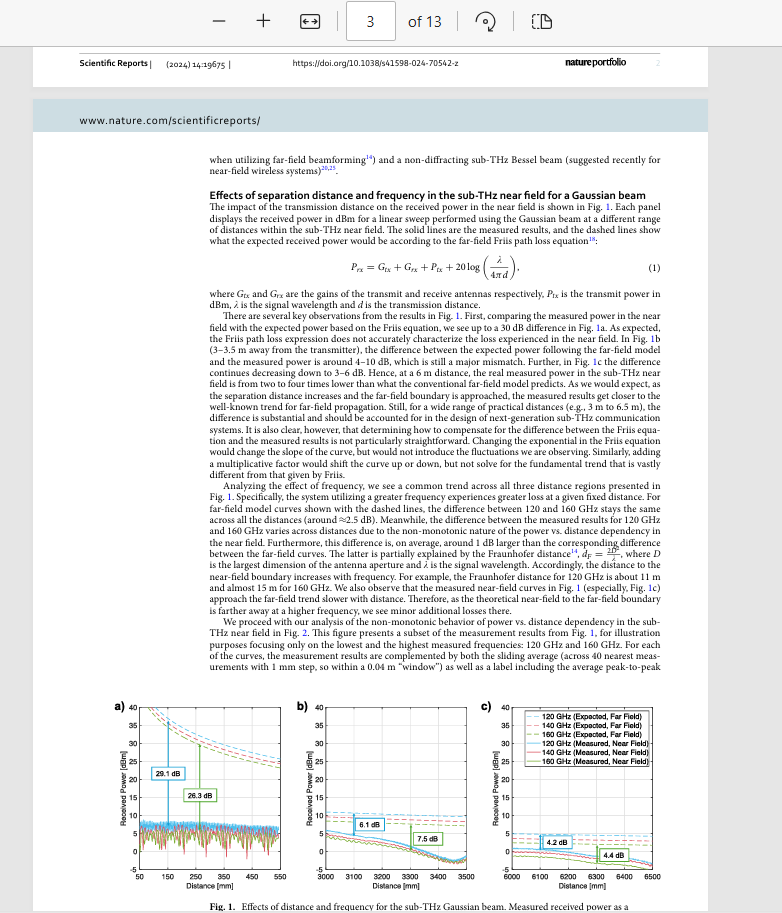 3 of 13
Scientific Reports | (2024) 14:19675 | https://doi.org/10.1038/s41598-024-70542-z natureportfolio 2
www.nature.com/scientificreports/
when utilizing far-field beamforming14) and a non-diffracting sub-THz Bessel beam (suggested recently for
near-field wireless systems)20,25.
Effects of separation distance and frequency in the sub-THz near field for a Gaussian beam
The impact of the transmission distance on the received power in the near field is shown in Fig. 1. Each panel
displays the received power in dBm for a linear sweep performed using the Gaussian beam at a different range
of distances within the sub-THz near field. The solid lines are the measured results, and the dashed lines show
what the expected received power would be according to the far-field Friis path loss equation18:
Prx = Gtx + Grx + Ptx + 20 log (λ / 4πd), (1)
where Gtx and Grx are the gains of the transmit and receive antennas respectively, Ptx is the transmit power in
dBm, λ is the signal wavelength and d is the transmission distance.
There are several key observations from the results in Fig. 1. First, comparing the measured power in the near
field with the expected power based on the Friis equation, we see up to a 30 dB difference in Fig. 1a. As expected,
the Friis path loss expression does not accurately characterize the loss experienced in the near field. In Fig. 1b
(3–3.5 m away from the transmitter), the difference between the expected power following the far-field model
and the measured power is around 4–10 dB, which is still a major mismatch. Further, in Fig. 1c the difference
continues decreasing down to 3–6 dB. Hence, at a 6 m distance, the real measured power in the sub-THz near
field is from two to four times lower than what the conventional far-field model predicts. As we would expect, as
the separation distance increases and the far-field boundary is approached, the measured results get closer to the
well-known trend for far-field propagation. Still, for a wide range of practical distances (e.g., 3 m to 6.5 m), the
difference is substantial and should be accounted for in the design of next-generation sub-THz communication
systems. It is also clear, however, that determining how to compensate for the difference between the Friis equa-
tion and the measured results is not particularly straightforward. Changing the exponential in the Friis equation
would change the slope of the curve, but would not introduce the fluctuations we are observing. Similarly, adding
a multiplicative factor would shift the curve up or down, but not solve for the fundamental trend that is vastly
different from that given by Friis.
Analyzing the effect of frequency, we see a common trend across all three distance regions presented in
Fig. 1. Specifically, the system utilizing a greater frequency experiences greater loss at a given fixed distance. For
far-field model curves shown with the dashed lines, the difference between 120 and 160 GHz stays the same
across all the distances (around ≈2.5 dB). Meanwhile, the difference between the measured results for 120 GHz
and 160 GHz varies across distances due to the non-monotonic nature of the power vs. distance dependency in
the near field. Furthermore, this difference is, on average, around 1 dB larger than the corresponding difference
between the far-field curves. The latter is partially explained by the Fraunhofer distance14, dF = 2D²/λ, where D
is the largest dimension of the antenna aperture and λ is the signal wavelength. Accordingly, the distance to the
near-field boundary increases with frequency. For example, the Fraunhofer distance for 120 GHz is about 11 m
and almost 15 m for 160 GHz. We also observe that the measured near-field curves in Fig. 1 (especially, Fig. 1c)
approach the far-field trend slower with distance. Therefore, as the theoretical near-field to the far-field boundary
is farther away at a higher frequency, we see minor additional losses there.
We proceed with our analysis of the non-monotonic behavior of power vs. distance dependency in the sub-
THz near field in Fig. 2. This figure presents a subset of the measurement results from Fig. 1, for illustration
purposes focusing only on the lowest and the highest measured frequencies: 120 GHz and 160 GHz. For each
of the curves, the measurement results are complemented by both the sliding average (across 40 nearest meas-
urements with 1 mm step, so within a 0.04 m “window”) as well as a label including the average peak-to-peak
a)
Received Power [dBm]
40
35
30
25
20
15
10
5
0
-5
29.1 dB
26.3 dB
50 150 250 350 450 550
Distance [mm]
b)
Received Power [dBm]
40
35
30
25
20
15
10
5
0
-5
6.1 dB
7.5 dB
3000 3100 3200 3300 3400 3500
Distance [mm]
c)
Received Power [dBm]
40
35
30
25
20
15
10
5
0
-5
120 GHz (Expected, Far Field)
140 GHz (Expected, Far Field)
160 GHz (Expected, Far Field)
120 GHz (Measured, Near Field)
140 GHz (Measured, Near Field)
160 GHz (Measured, Near Field)
4.2 dB
4.4 dB
6000 6100 6200 6300 6400 6500
Distance [mm]
Fig. 1. Effects of distance and frequency for the sub-THz Gaussian beam. Measured received power as a